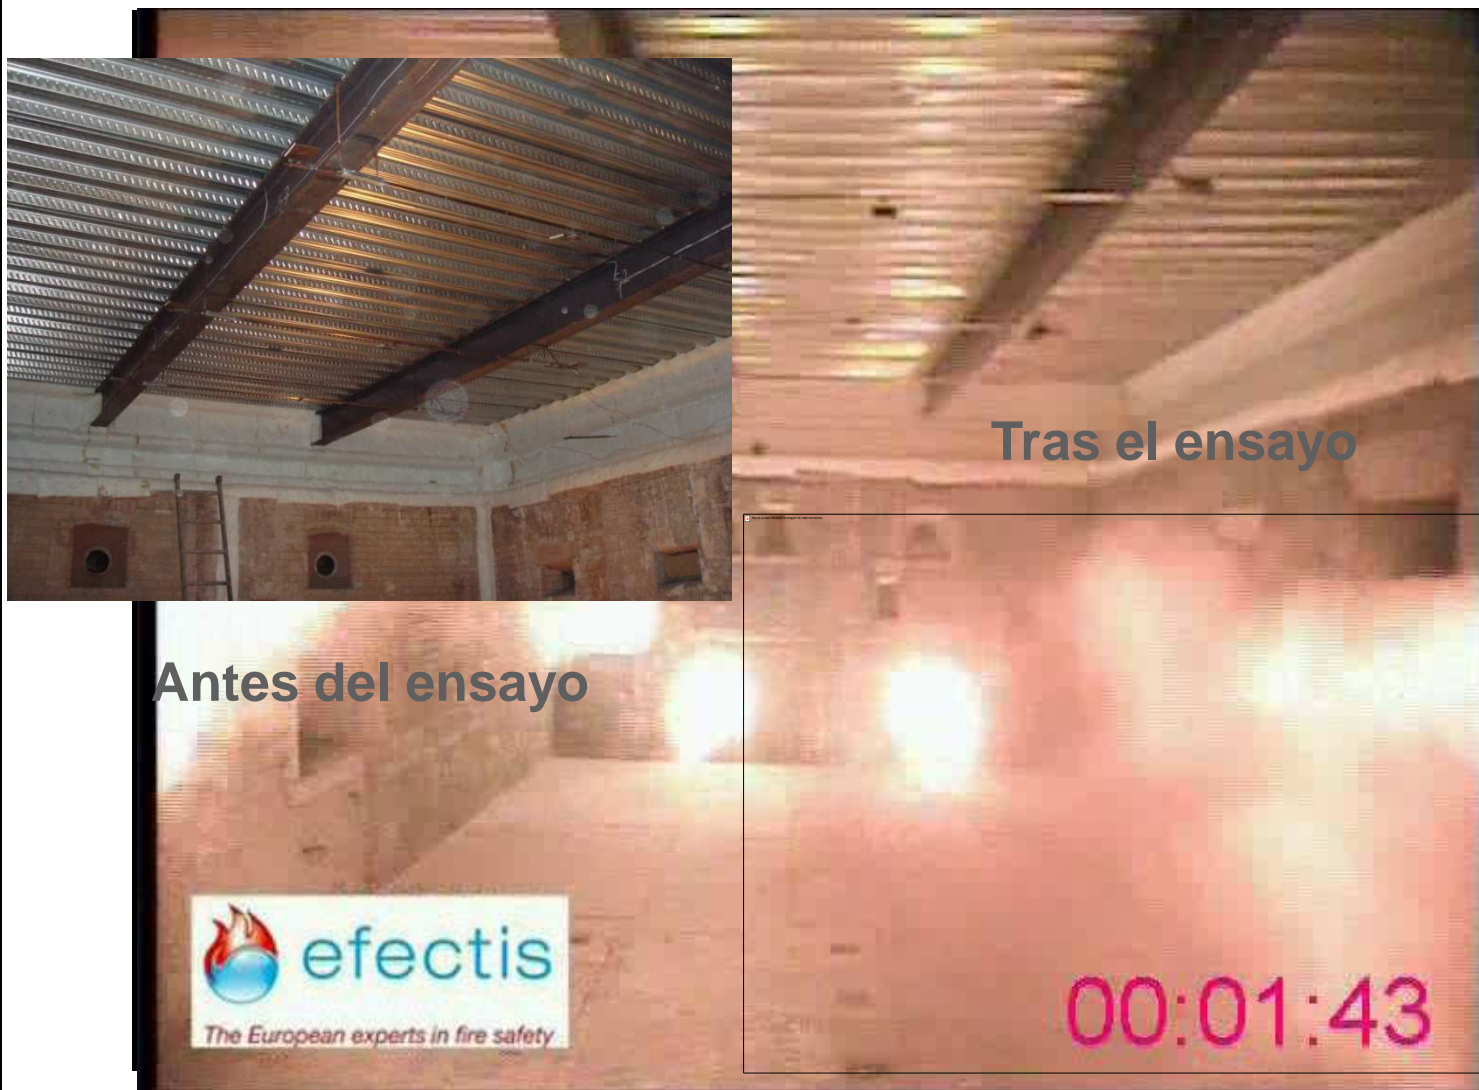 Tras el ensayo
Antes del ensayo
efectis
The European experts in fire safety
00:01:43